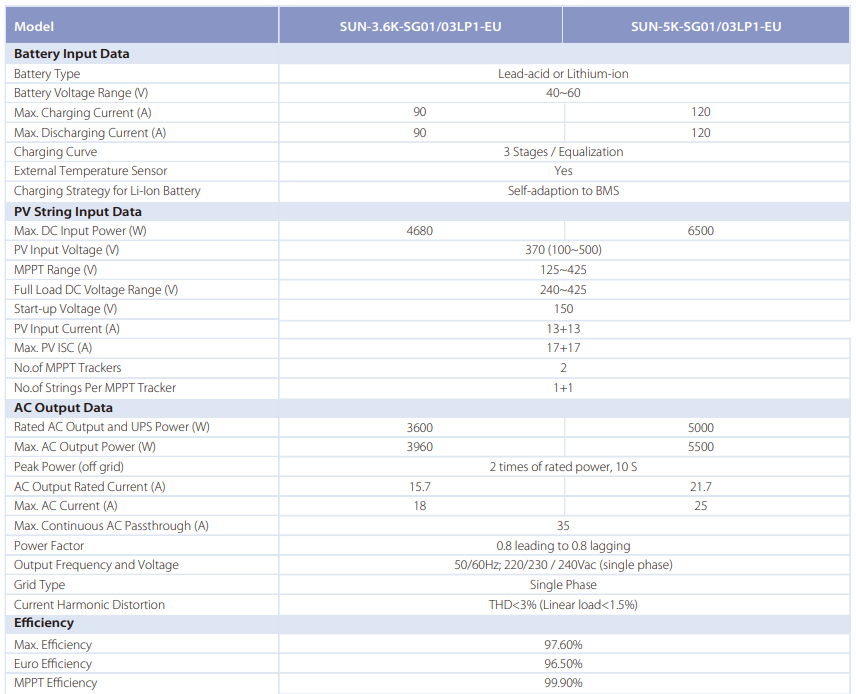 Model SUN-3.6K-SG01/03LP1-EU SUN-5K-SG01/03LP1-EU
Battery Input Data
Battery Type Lead-acid or Lithium-ion
Battery Voltage Range (V) 40~60
Max. Charging Current (A) 90 120
Max. Discharging Current (A) 90 120
Charging Curve 3 Stages / Equalization
External Temperature Sensor Yes
Charging Strategy for Li-Ion Battery Self-adaption to BMS
PV String Input Data
Max. DC Input Power (W) 4680 6500
PV Input Voltage (V) 370 (100~500)
MPPT Range (V) 125~425
Full Load DC Voltage Range (V) 240~425
Start-up Voltage (V) 150
PV Input Current (A) 13+13
Max. PV ISC (A) 17+17
No.of MPPT Trackers 2
No.of Strings Per MPPT Tracker 1+1
AC Output Data
Rated AC Output and UPS Power (W) 3600 5000
Max. AC Output Power (W) 3960 5500
Peak Power (off grid) 2 times of rated power, 10 S
AC Output Rated Current (A) 15.7 21.7
Max. AC Current (A) 18 25
Max. Continuous AC Passthrough (A) 35
Power Factor 0.8 leading to 0.8 lagging
Output Frequency and Voltage 50/60Hz; 220/230 / 240Vac (single phase)
Grid Type Single Phase
Current Harmonic Distortion THD<3% (Linear load<1.5%)
Efficiency
Max. Efficiency 97.60%
Euro Efficiency 96.50%
MPPT Efficiency 99.90%